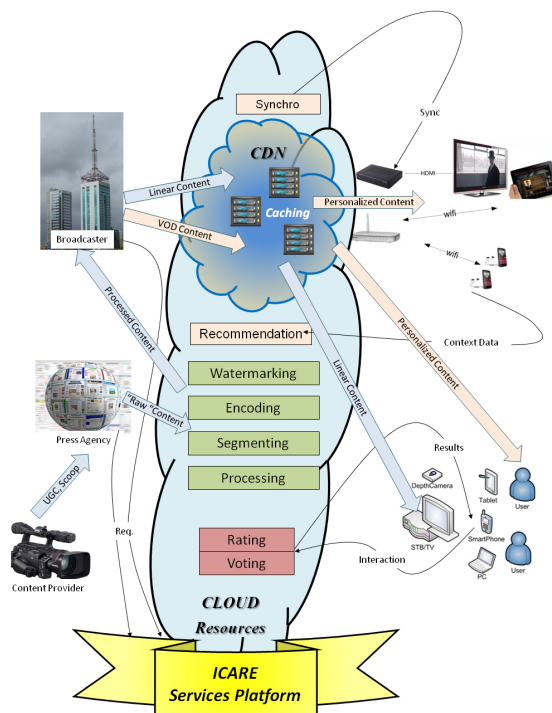 Synchro
Sync
CDN
HDMI
Linear Content
Caching
Personalized Content
wifi
VOD Content
Broadcaster
wifi
Processed Content
Recommendation
Context Data
Personalized Content
Linear Content
Watermarking
"Raw "Content
Encoding
Press Agency
Segmenting
Results
Processing
UGC, Scoop
DepthCamera
Tablet
User
Req.
Rating
STB/TV
SmartPhone
Voting
Interaction
PC
User
Content Provider
CLOUD
Resources
ICARE
Services Platform